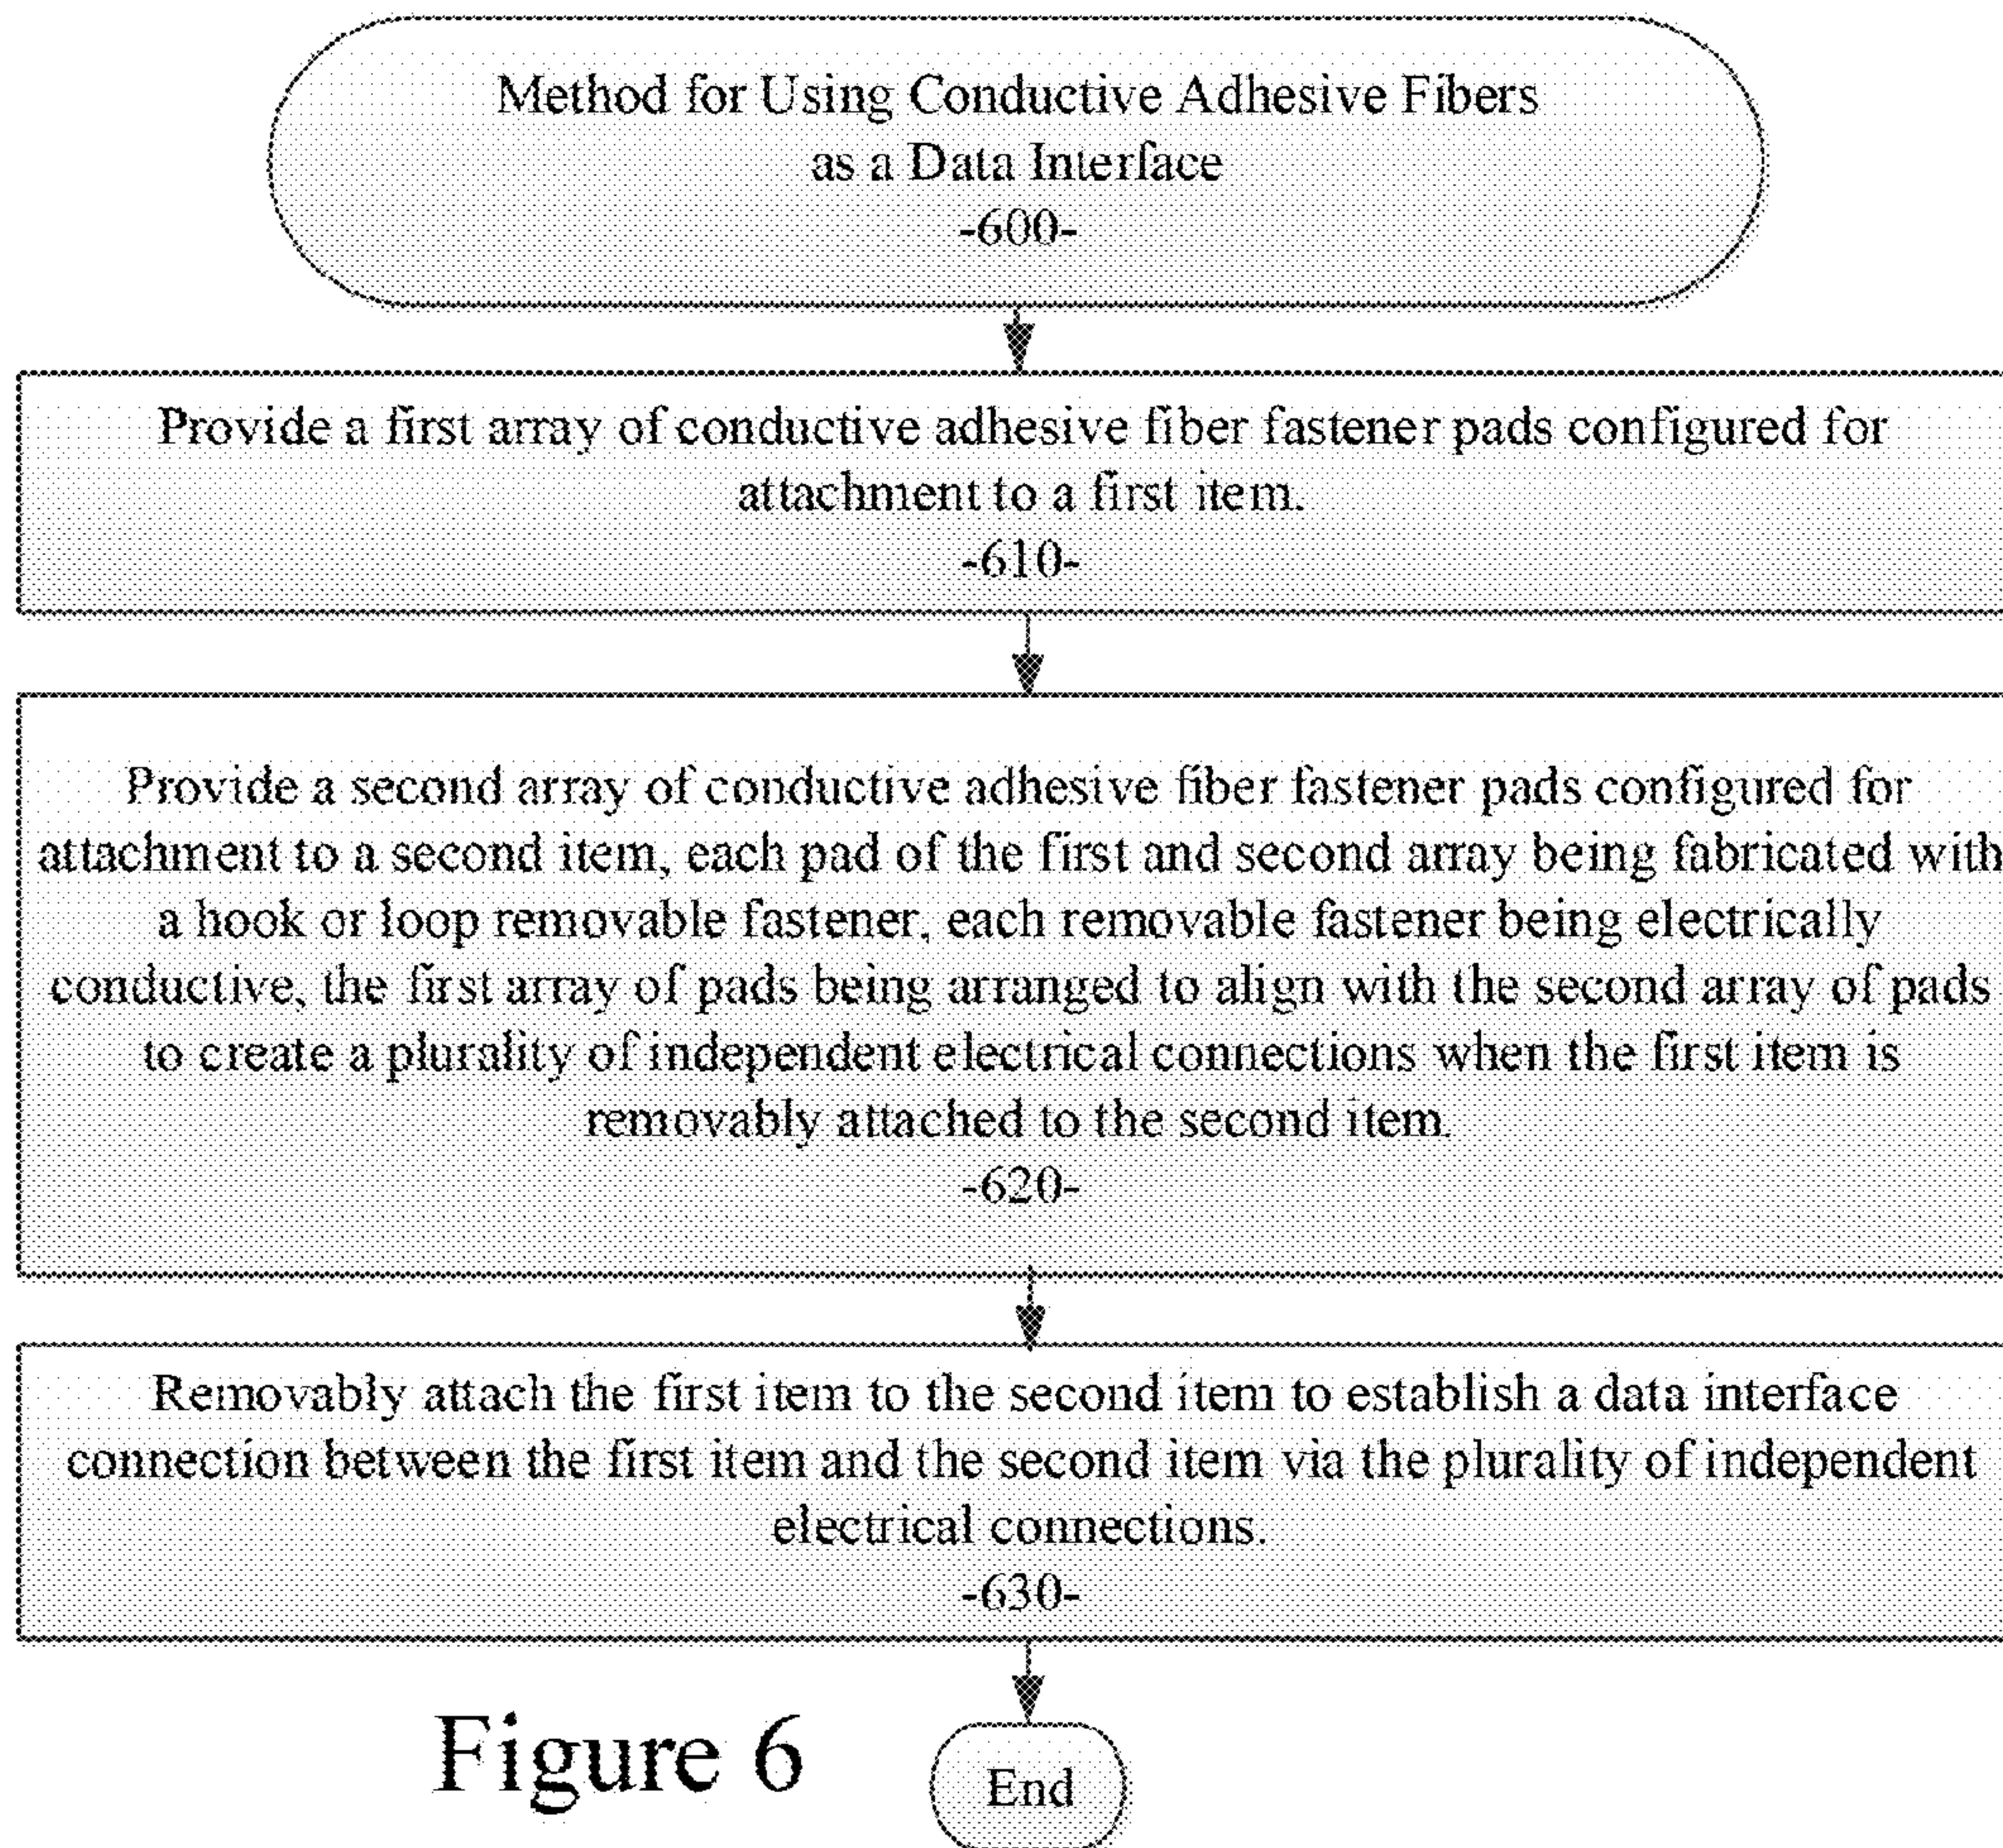 Method for Using Conductive Adhesive Fibers
as a Data Interface
-600-
Provide a first array of conductive adhesive fiber fastener pads configured for
attachment to a first item.
-610-
Provide a second array of conductive adhesive fiber fastener pads configured for
attachment to a second item, each pad of the first and second array being fabricated with
a hook or loop removable fastener, each removable fastener being electrically
conductive, the first array of pads being arranged to align with the second array of pads
to create a plurality of independent electrical connections when the first item is
removably attached to the second item.
-620-
Removably attach the first item to the second item to establish a data interface
connection between the first item and the second item via the plurality of independent
electrical connections.
-630-
Figure 6
End